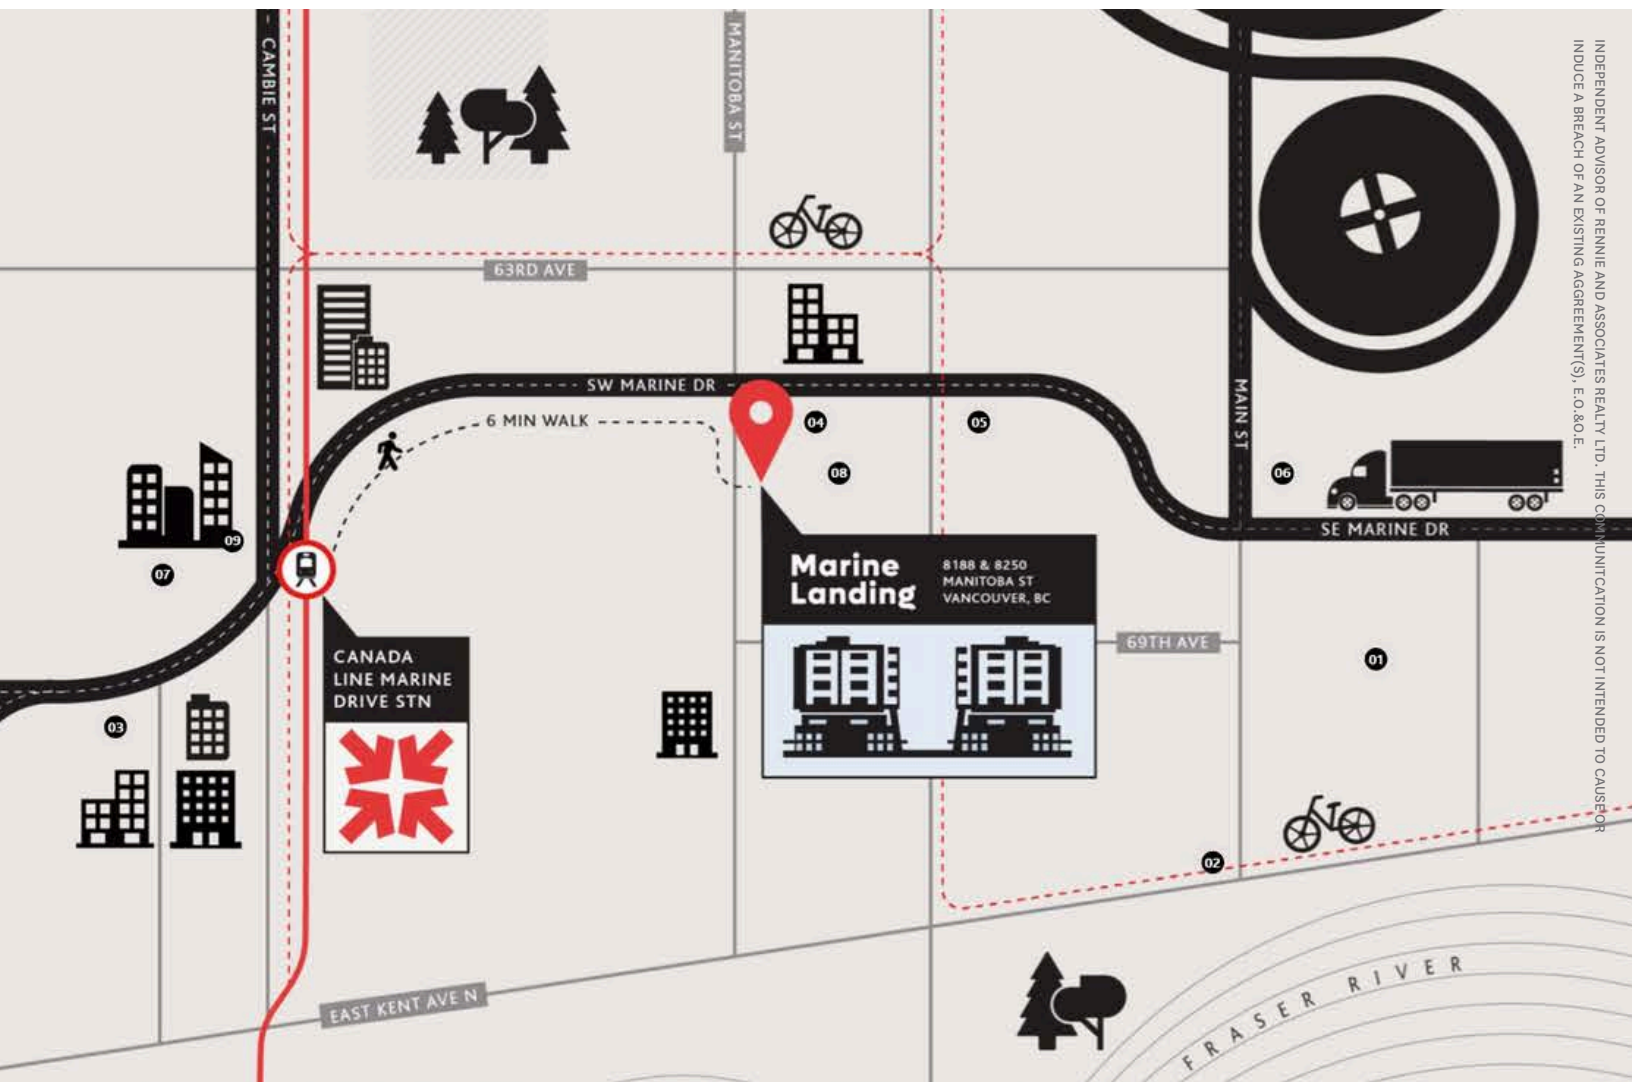 CAMBIE ST
MANITOBA ST
63RD AVE
SW MARINE DR
6 MIN WALK
04
05
08
MAIN ST
06
SE MARINE DR
09
07
Marine
Landing
8188 & 8250
MANITOBA ST
VANCOUVER, BC
69TH AVE
01
CANADA
LINE MARINE
DRIVE STN
03
02
EAST KENT AVE N
FRASER RIVER
INDEPENDENT ADVISOR OF RENNIE AND ASSOCIATES REALTY LTD. THIS COMMUNITCATION IS NOT INTENDED TO CAUSE OR
INDUCE A BREACH OF AN EXISTING AGGREEMENT(S). E.O.&O.E.